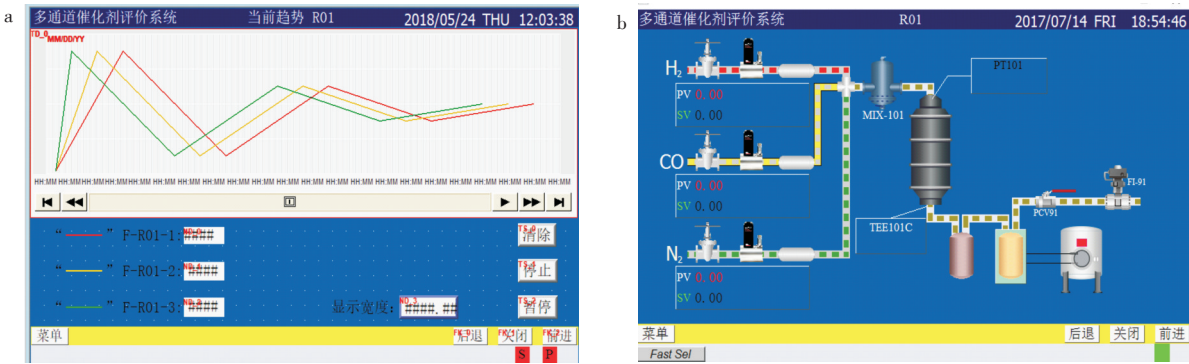 a
多通道催化剂评价系统 当前趋势 R01 2018/05/24 THU 12:03:38
TD_0
MM/DD/YY
HH:MM HH:MM HH:MM HH:MM HH:MM HH:MM HH:MM HH:MM HH:MM HH:MM HH:MM HH:MM HH:MM HH:MM HH:MM HH:MM HH:MM HH:MM HH:MM HH:MM HH:MM HH:MM HH:MM
“ ” F-R01-1: ####
清除
“ ” F-R01-2: ####
停止
“ ” F-R01-3: ####
显示宽度: ND_3 ####.##
暂停
菜单 后退 关闭 前进
S P
b
多通道催化剂评价系统 R01 2017/07/14 FRI 18:54:46
H2
PV 0.00
SV 0.00
CO
PV 0.00
SV 0.00
N2
PV 0.00
SV 0.00
MIX-101
PT101
TEE101C
PCV91
FI-91
菜单 后退 关闭 前进
Fast Sel